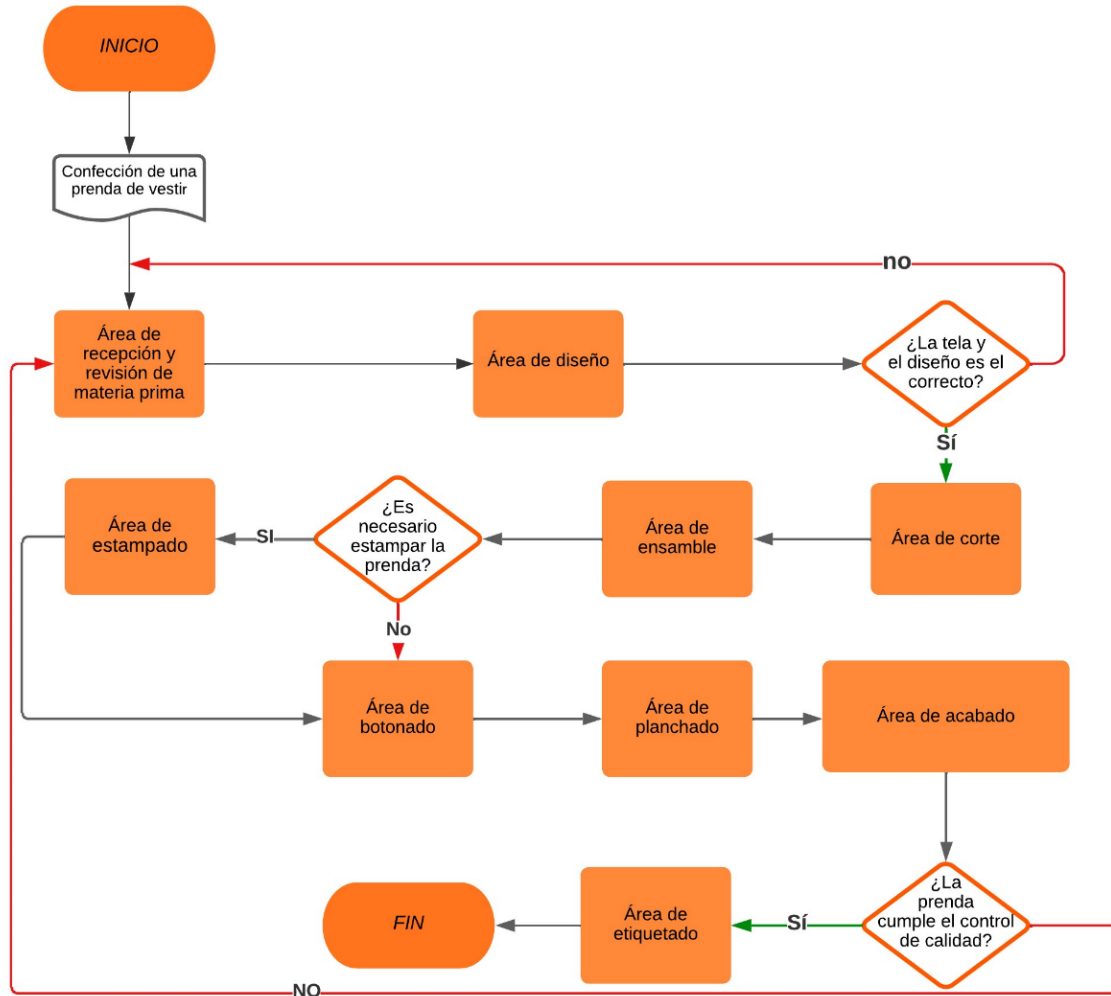 INICIO
Confección de una
prenda de vestir
no
Área de
recepción y
revisión de
materia prima
Área de diseño
¿La tela y
el diseño es el
correcto?
Sí
Área de
estampado
SI
¿Es
necesario
estampar la
prenda?
Área de
ensamble
Área de corte
No
Área de
botonado
Área de
planchado
Área de acabado
FIN
Área de
etiquetado
Sí
¿La
prenda
cumple el control
de calidad?
NO